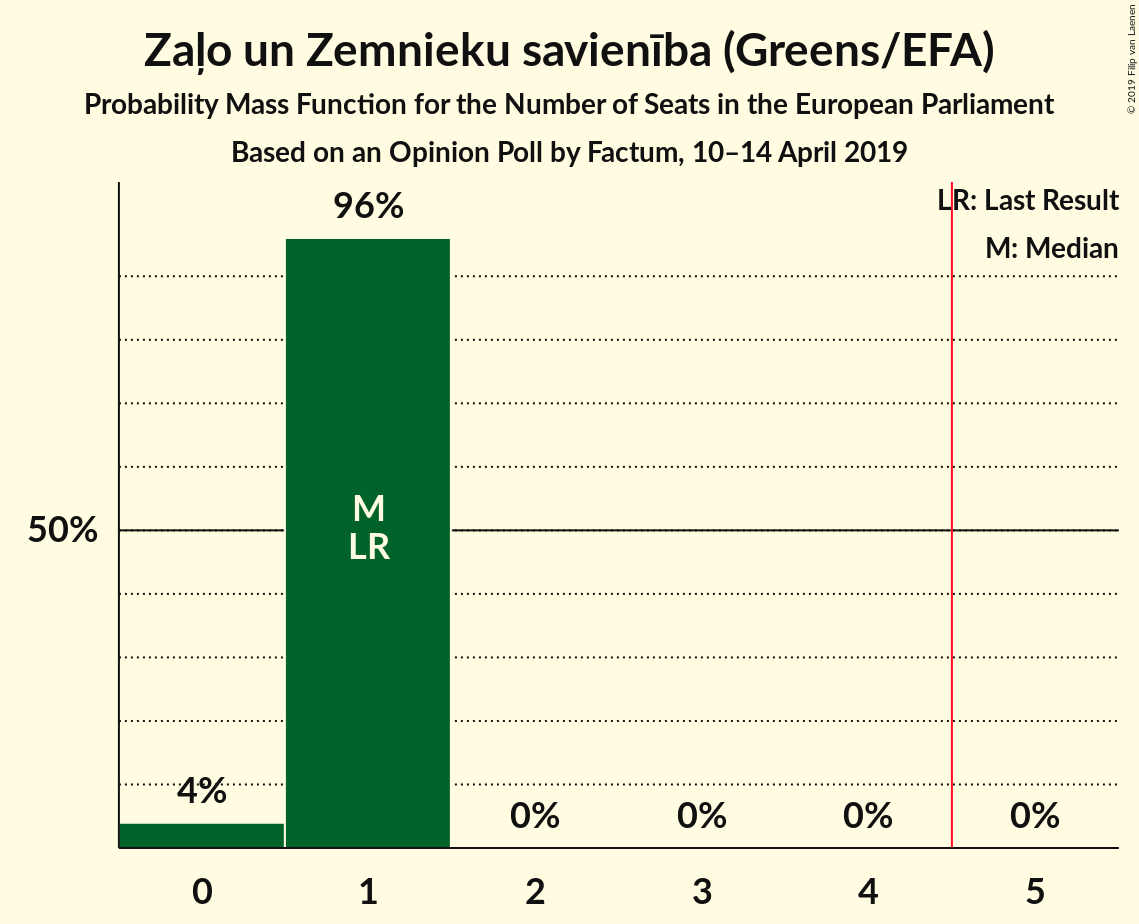 Zaļo un Zemnieku savienība (Greens/EFA)
Probability Mass Function for the Number of Seats in the European Parliament
Based on an Opinion Poll by Factum, 10–14 April 2019
© 2019 Filip van Laenen
LR: Last Result
M: Median
96%
M
LR
50%
4%
0%
0%
0%
0%
0
1
2
3
4
5